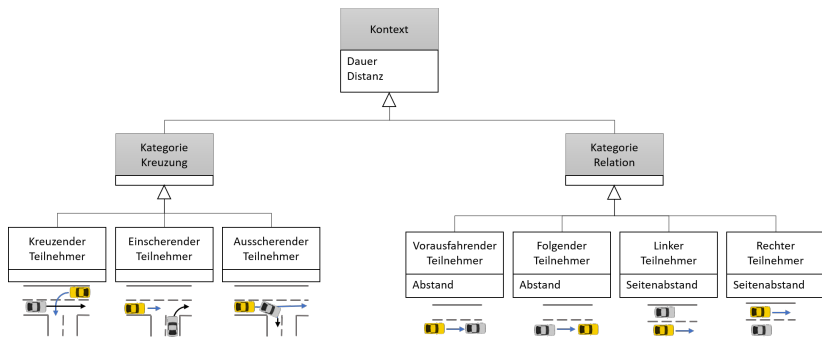 Kontext
Dauer
Distanz
Kategorie
Kreuzung
Kategorie
Relation
Kreuzender
Teilnehmer
Einscherender
Teilnehmer
Ausscherender
Teilnehmer
Vorausfahrender
Teilnehmer
Abstand
Folgender
Teilnehmer
Abstand
Linker
Teilnehmer
Seitenabstand
Rechter
Teilnehmer
Seitenabstand